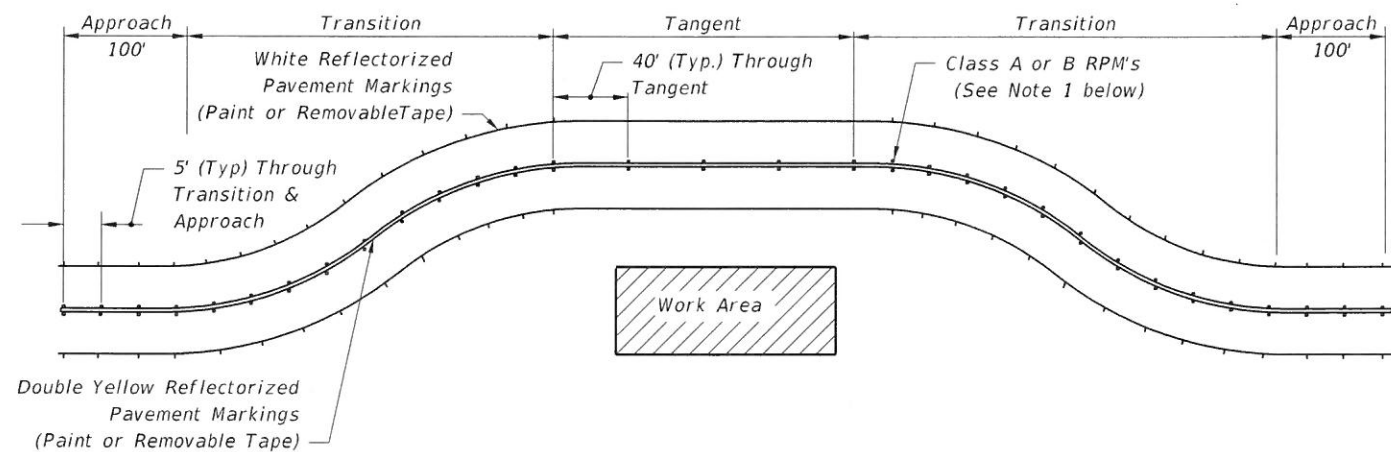 Approach
100'
Transition
Tangent
Transition
Approach
100'
White Reflectorized
Pavement Markings
(Paint or RemovableTape)
40' (Typ.) Through
Tangent
Class A or B RPM's
(See Note 1 below)
5' (Typ) Through
Transition &
Approach
Work Area
Double Yellow Reflectorized
Pavement Markings
(Paint or Removable Tape)